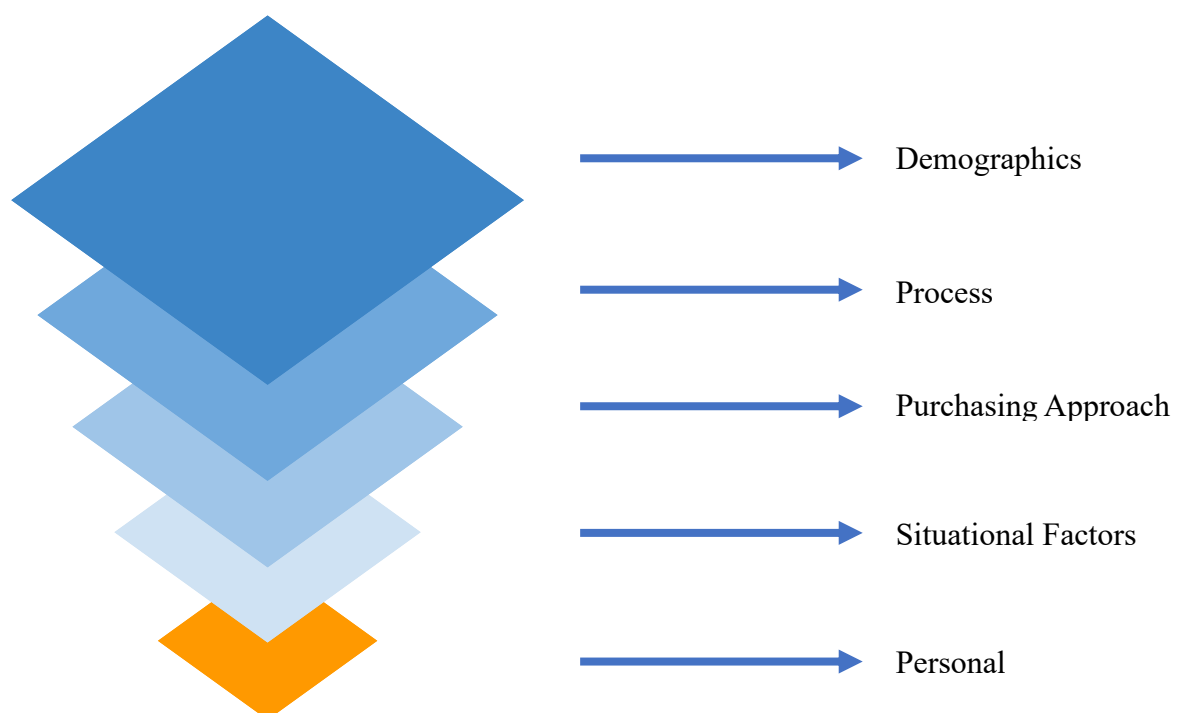 Demographics
Process
Purchasing Approach
Situational Factors
Personal